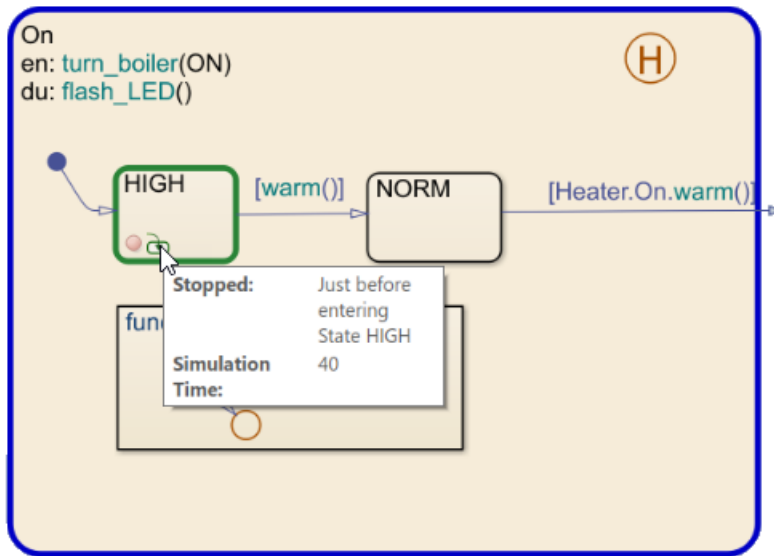 On
en: turn_boiler(ON)
du: flash_LED()
H
HIGH
[warm()]
NORM
[Heater.On.warm()]
Stopped:
Just before
entering
State HIGH
Simulation
Time:
40